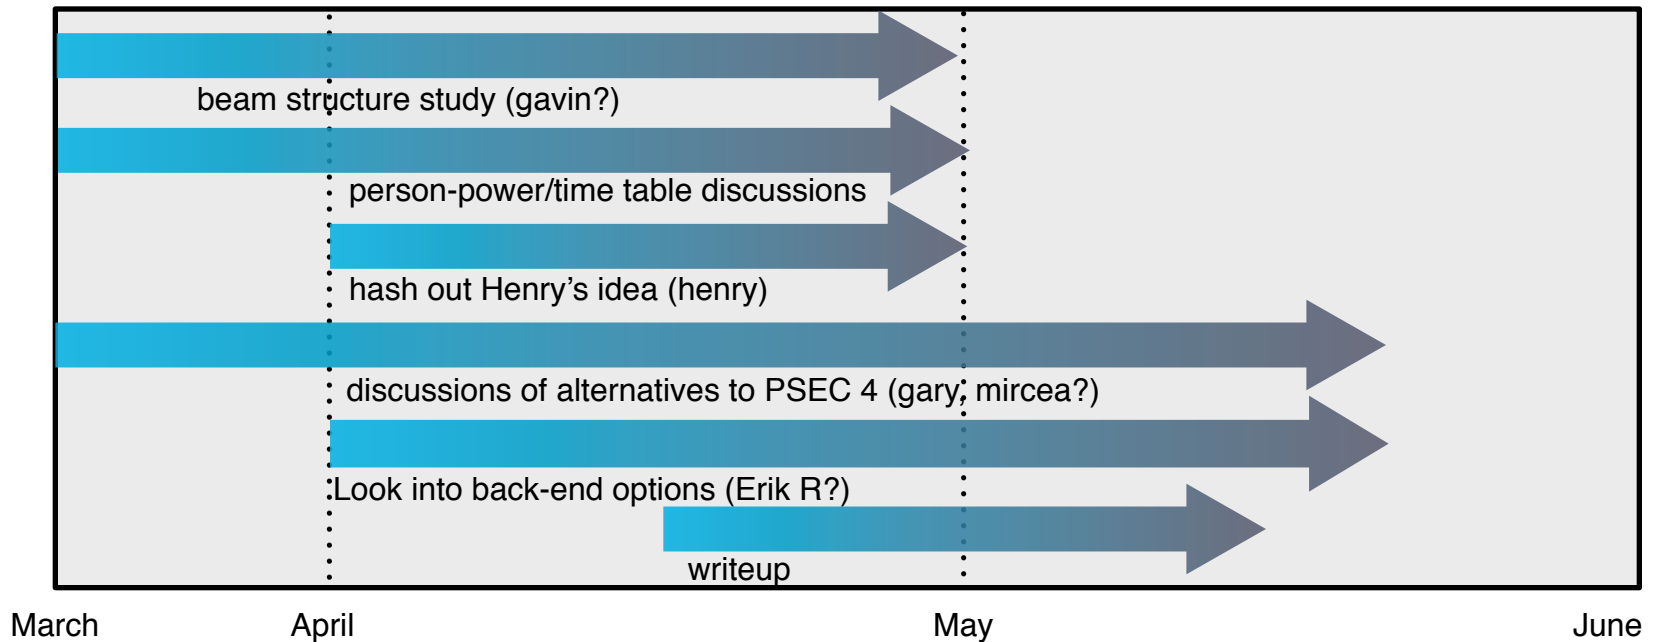 beam structure study (gavin?)
person-power/time table discussions
hash out Henry’s idea (henry)
discussions of alternatives to PSEC 4 (gary, mircea?)
Look into back-end options (Erik R?)
writeup
March April May June